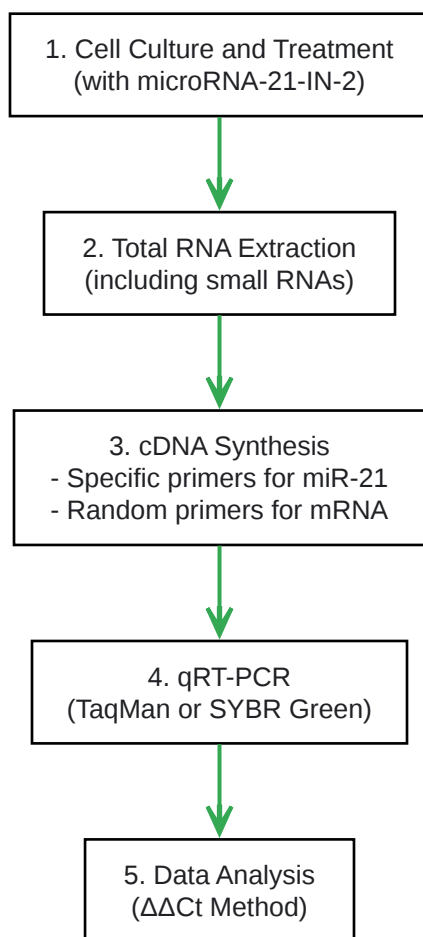 1. Cell Culture and Treatment
(with microRNA-21-IN-2)
2. Total RNA Extraction
(including small RNAs)
3. cDNA Synthesis
- Specific primers for miR-21
- Random primers for mRNA
4. qRT-PCR
(TaqMan or SYBR Green)
5. Data Analysis
(ΔΔCt Method)